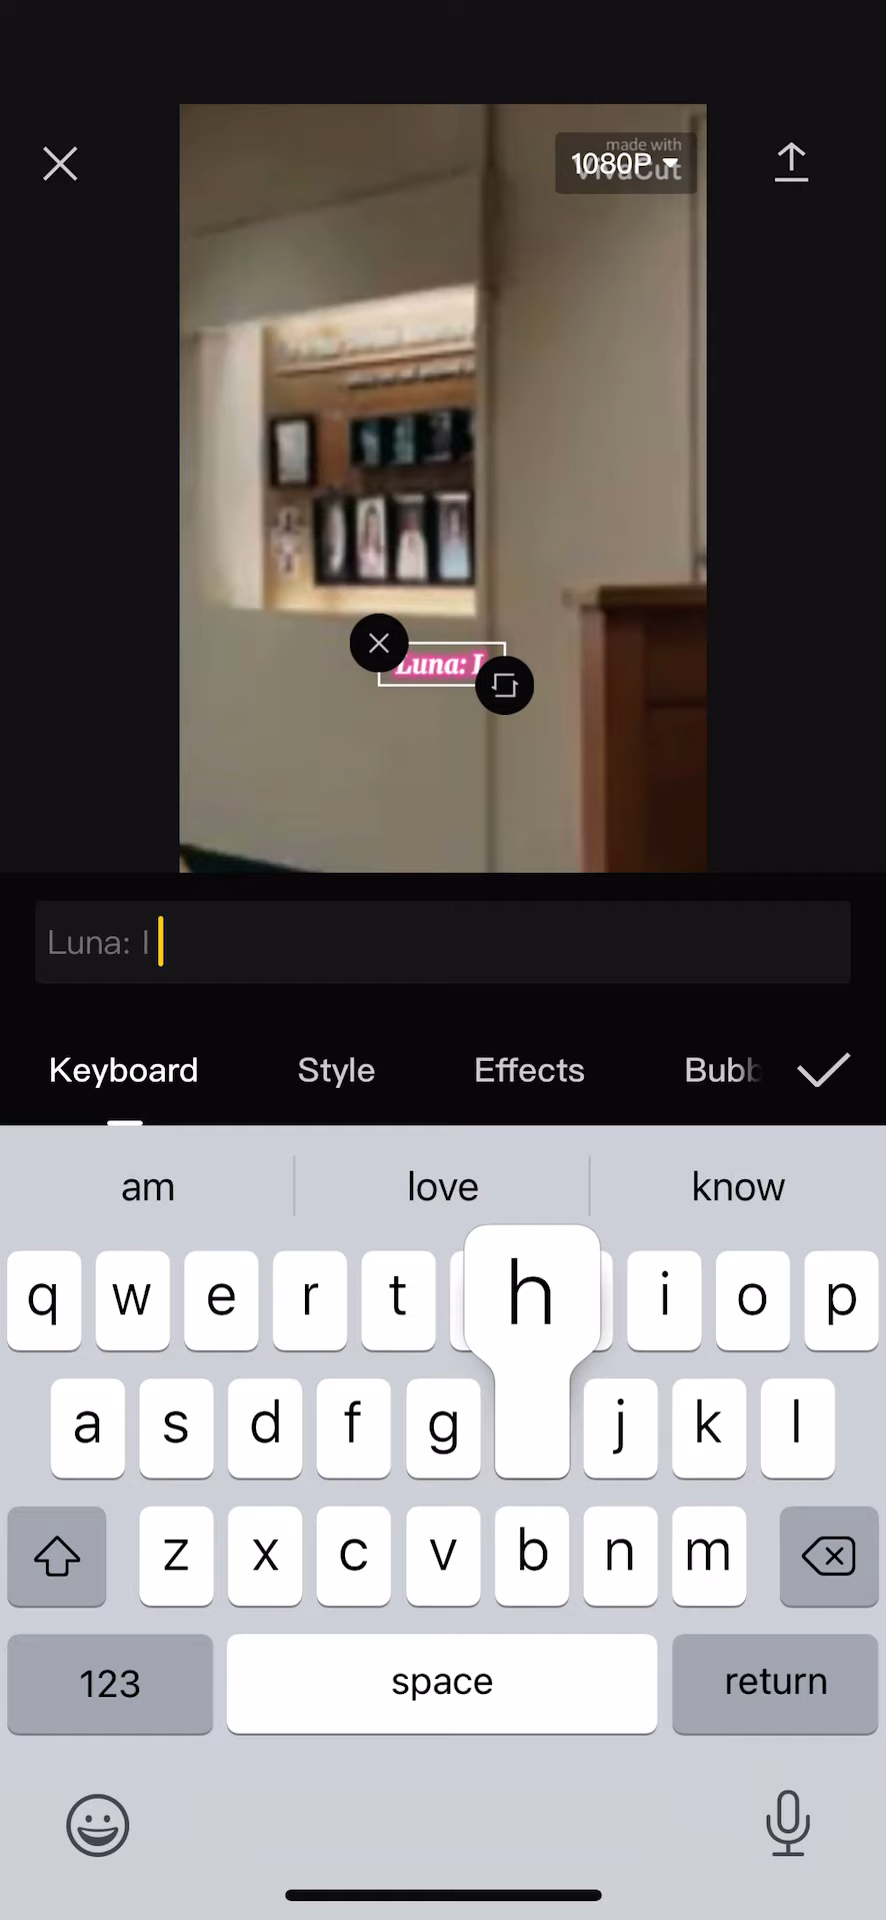 made with
VivaCut
1080P
Luna: I
Luna: I
Keyboard Style Effects Bubb
am love know
q w e r t h i o p
a s d f g j k l
z x c v b n m
123 space return